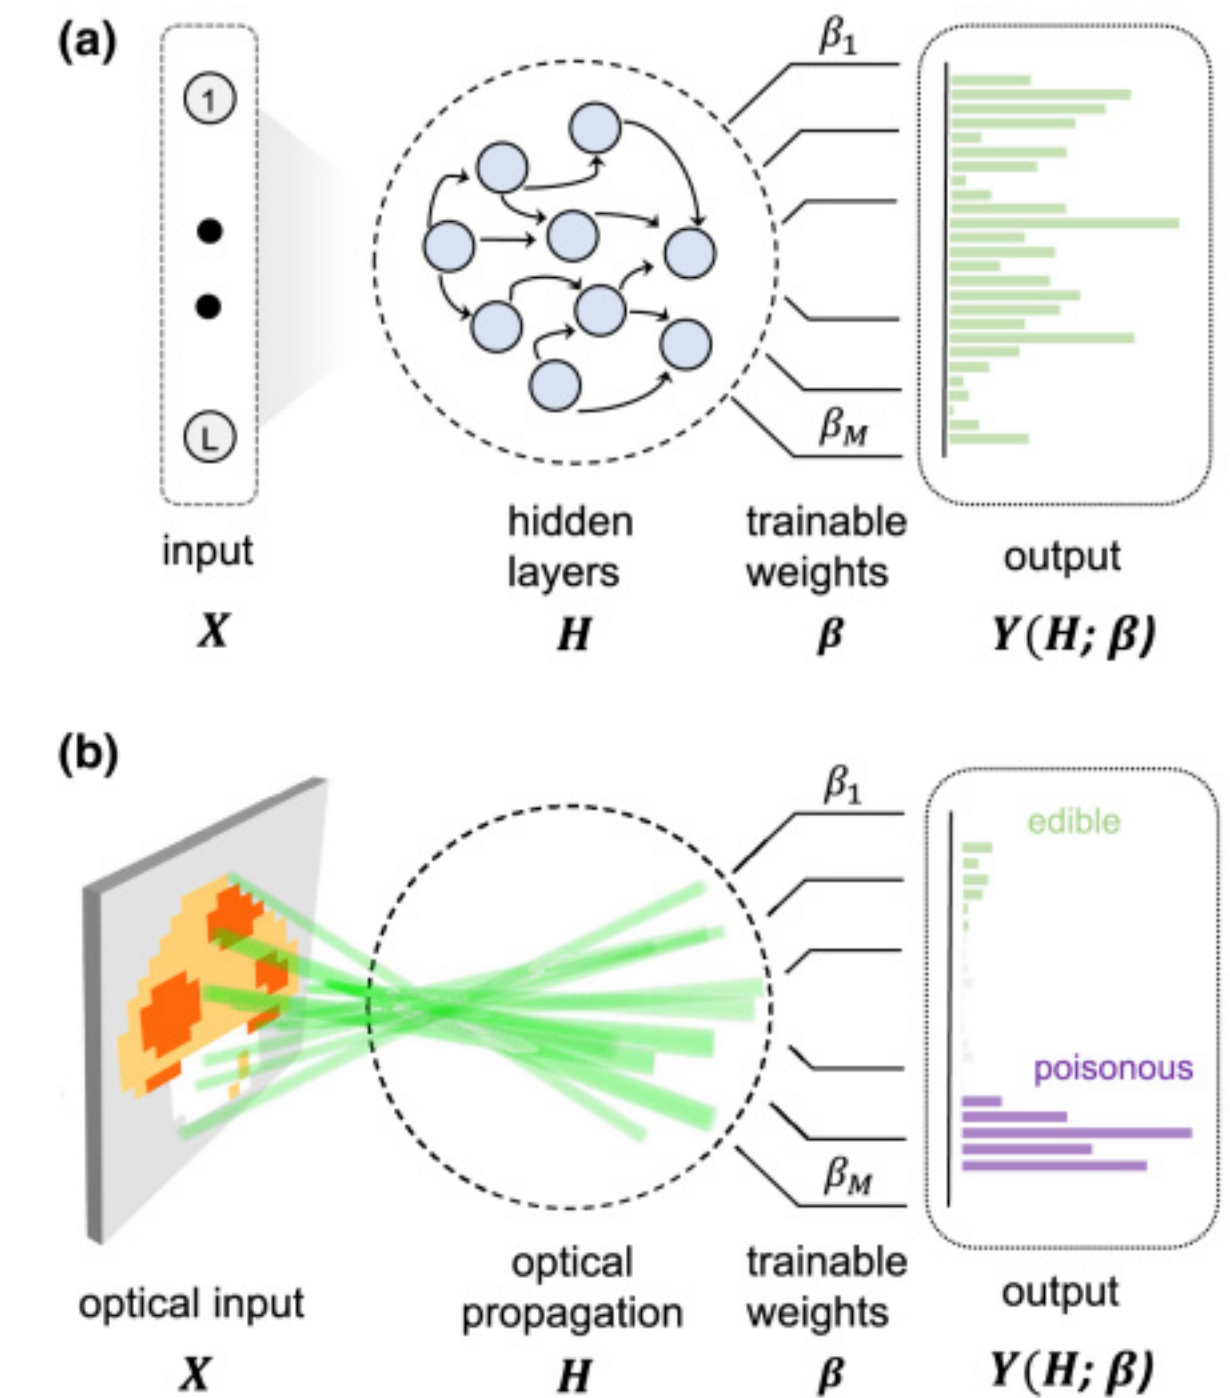 (a)
1
L
β1
βM
input
hidden
layers
trainable
weights
output
X
H
β
Y(H; β)
(b)
β1
βM
edible
poisonous
optical input
optical
propagation
trainable
weights
output
X
H
β
Y(H; β)